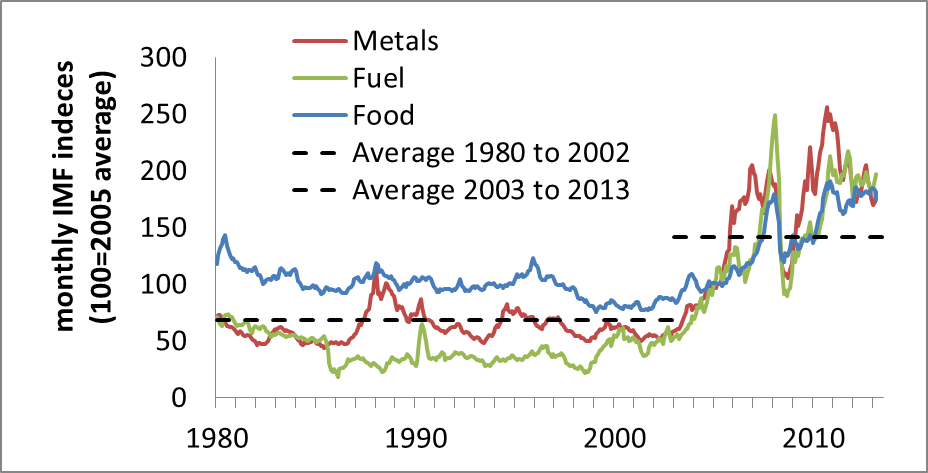 monthly IMF indeces
(100=2005 average)
Metals
Fuel
Food
Average 1980 to 2002
Average 2003 to 2013
300
250
200
150
100
50
0
1980
1990
2000
2010